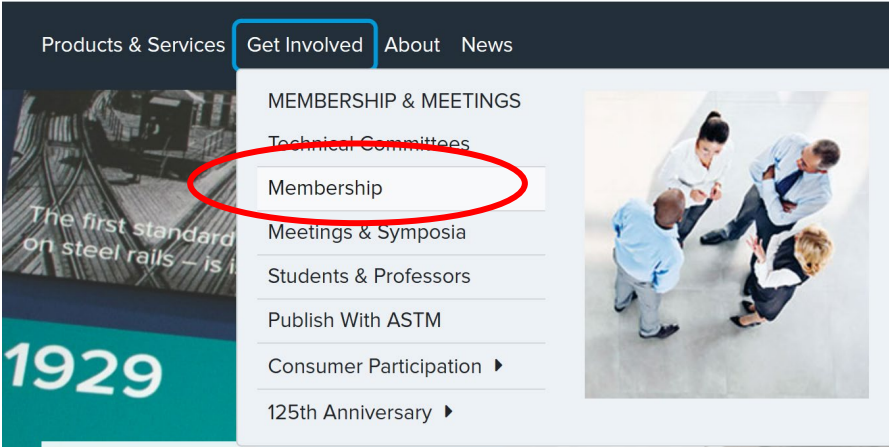 Products & Services Get Involved About News
MEMBERSHIP & MEETINGS
Technical Committees
Membership
Meetings & Symposia
Students & Professors
Publish With ASTM
Consumer Participation
125th Anniversary
The first standard
on steel rails – is i
1929